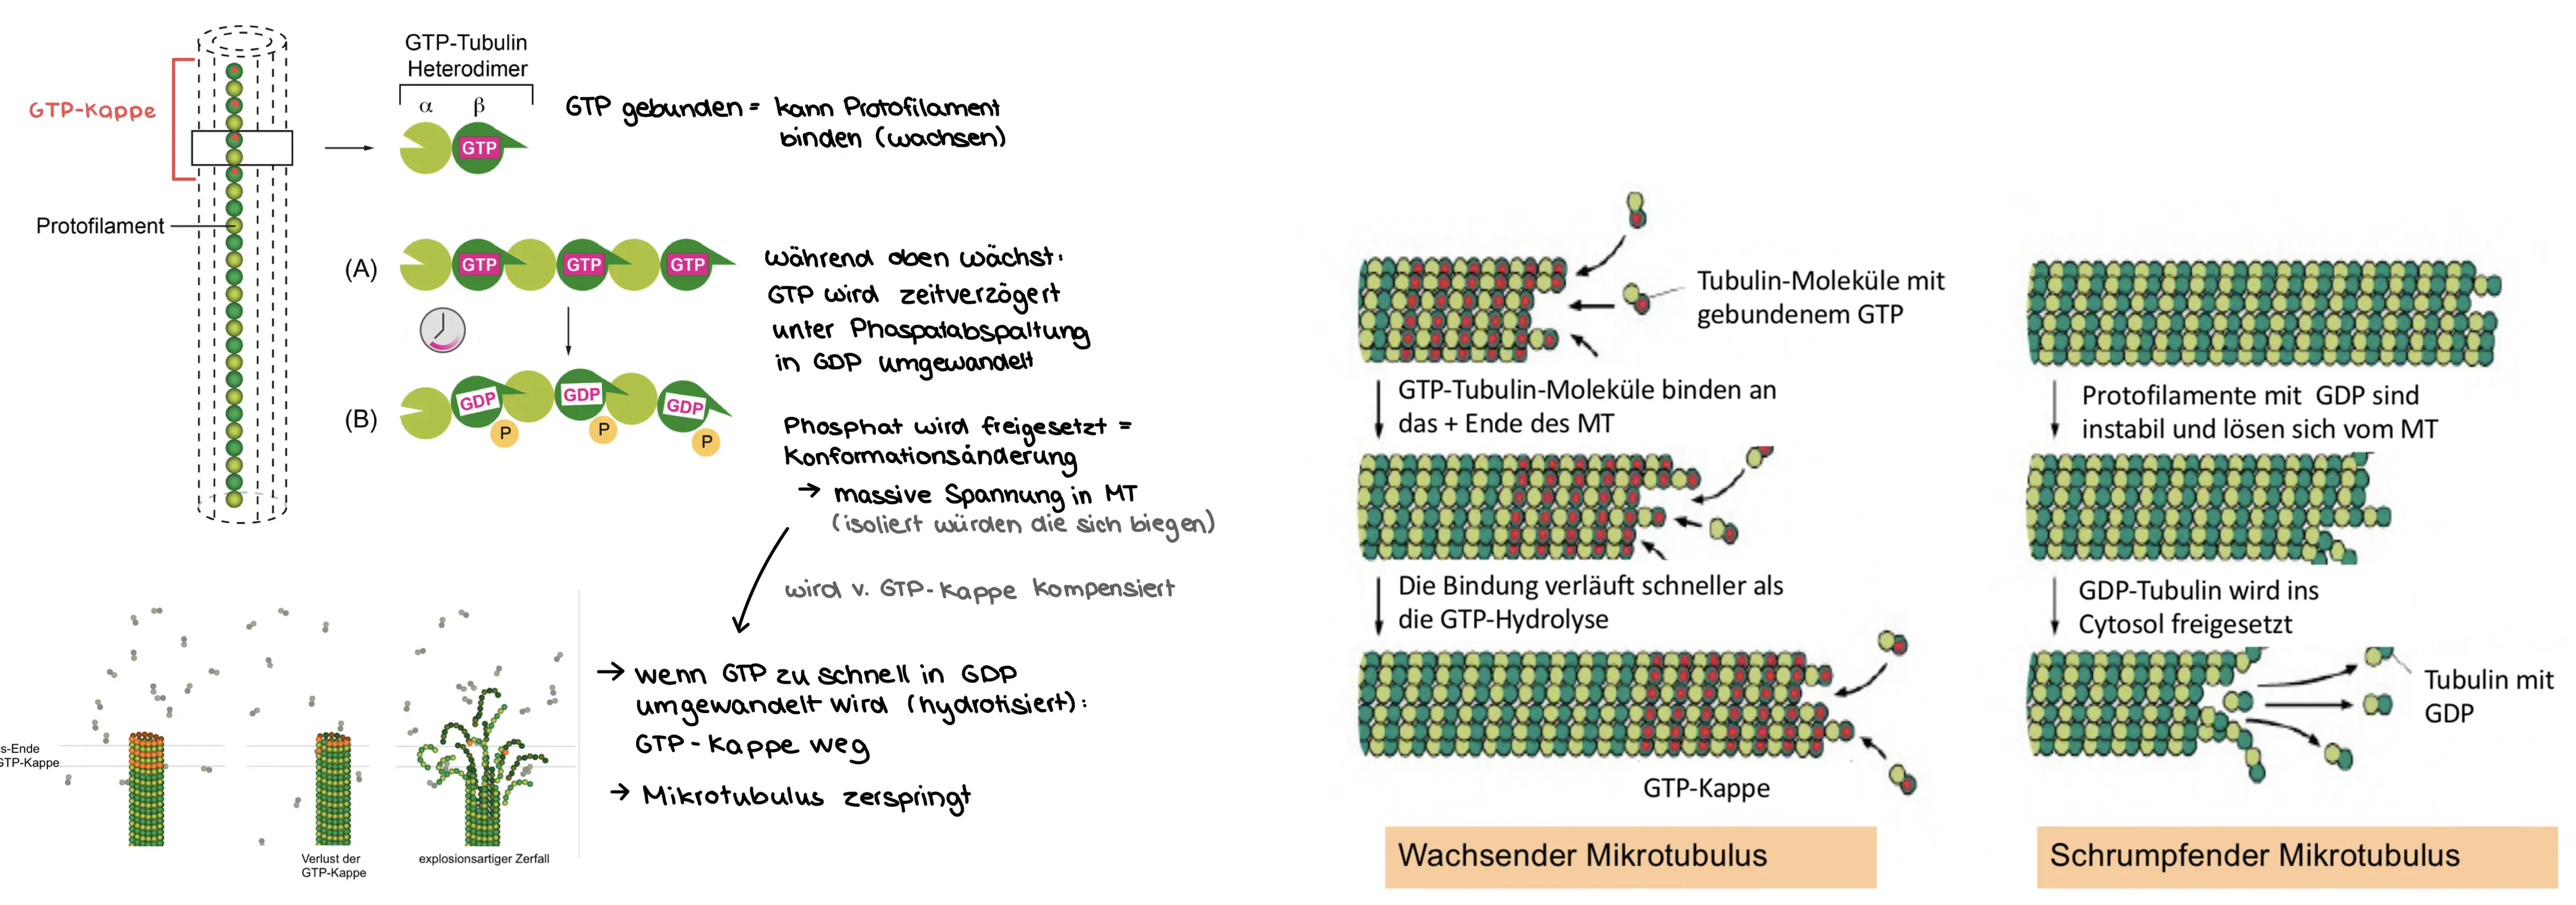 GTP-Kappe
Protofilament
GTP-Tubulin
Heterodimer
α β
GTP
GTP gebunden = kann Protofilament
binden (wachsen)
(A)
GTP GTP GTP
während oben wächst:
GTP wird zeitverzögert
unter Phospatabspaltung
in GDP umgewandelt
(B)
GDP GDP GDP
P P P
Phosphat wird freigesetzt =
Konformationsänderung
→ massive Spannung in MT
(isoliert würden die sich biegen)
wird v. GTP-Kappe kompensiert
→ wenn GTP zu schnell in GDP
umgewandelt wird (hydrotisiert):
GTP-Kappe weg
→ Mikrotubulus zerspringt
s-Ende
GTP-Kappe
Verlust der
GTP-Kappe
explosionsartiger Zerfall
Tubulin-Moleküle mit
gebundenem GTP
GTP-Tubulin-Moleküle binden an
das + Ende des MT
Die Bindung verläuft schneller als
die GTP-Hydrolyse
GTP-Kappe
Wachsender Mikrotubulus
Protofilamente mit GDP sind
instabil und lösen sich vom MT
GDP-Tubulin wird ins
Cytosol freigesetzt
Tubulin mit
GDP
Schrumpfender Mikrotubulus